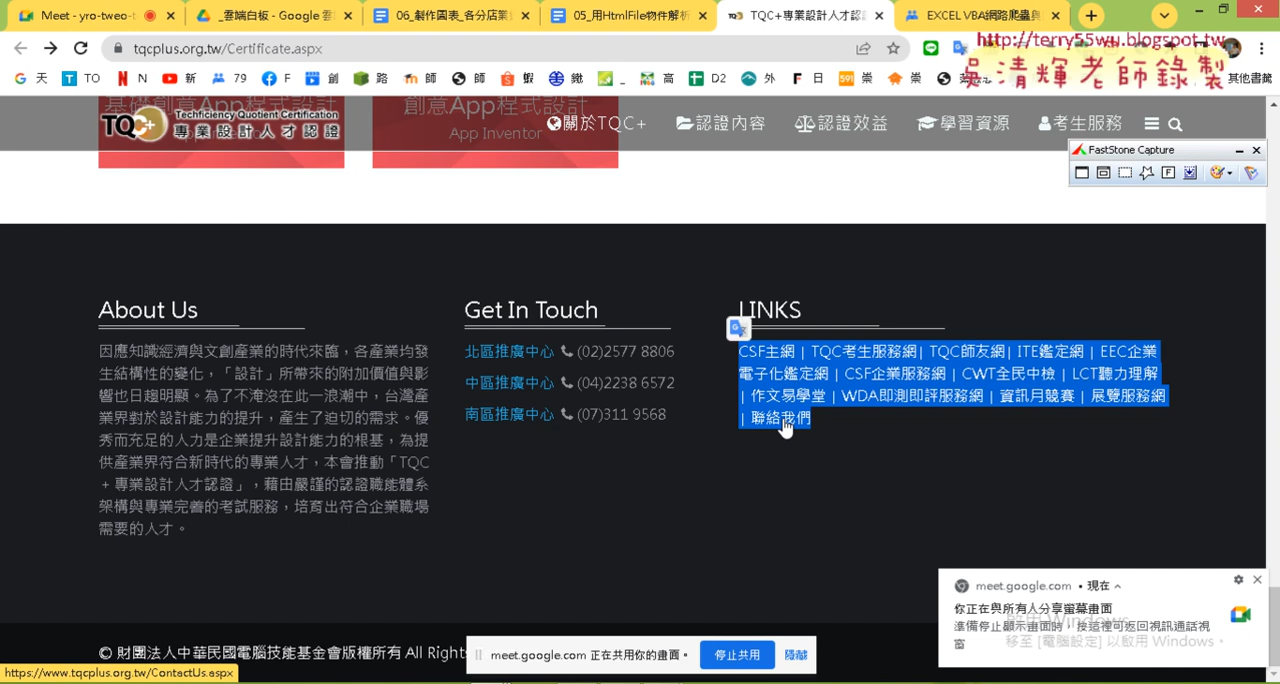 Meet - yro-tweo-t
_雲端白板 - Google 雲
06_製作圖表_各分店業
05_用HtmlFile物件解析
TQC+專業設計人才認
EXCEL VBA網路爬蟲與
tqcplus.org.tw/Certificate.aspx
http://terry55wu.blogspot.tw
吳清輝老師錄製
天 TO N 新 79 F 創 路 師 師 蝦 鐵 _ 高 D2 外 日 崇 崇 其他書籤
基礎創意App程式設計
創意App程式設計
App Inventor
TQC+ Techficiency Quotient Certification
專業設計人才認證
關於TQC+ 認證內容 認證效益 學習資源 考生服務
FastStone Capture
About Us
因應知識經濟與文創產業的時代來臨，各產業均發
生結構性的變化，「設計」所帶來的附加價值與影
響也日趨明顯。為了不淹沒在此一浪潮中，台灣產
業界對於設計能力的提升，產生了迫切的需求。優
秀而充足的人力是企業提升設計能力的根基，為提
供產業界符合新時代的專業人才，本會推動「TQC
+ 專業設計人才認證」，藉由嚴謹的認證職能體系
架構與專業完善的考試服務，培育出符合企業職場
需要的人才。
Get In Touch
北區推廣中心 (02)2577 8806
中區推廣中心 (04)2238 6572
南區推廣中心 (07)311 9568
LINKS
CSF主網 | TQC考生服務網| TQC師友網| ITE鑑定網 | EEC企業
電子化鑑定網 | CSF企業服務網 | CWT全民中檢 | LCT聽力理解
| 作文易學堂 | WDA即測即評服務網 | 資訊月競賽 | 展覽服務網
| 聯絡我們
meet.google.com • 現在
你正在與所有人分享螢幕畫面
準備停止顯示畫面時，按這裡可返回視訊通話視
窗
啟用 Windows
移至 [電腦設定] 以啟用 Windows。
© 財團法人中華民國電腦技能基金會版權所有 All Rights
meet.google.com 正在共用你的畫面。 停止共用 隱藏
https://www.tqcplus.org.tw/ContactUs.aspx